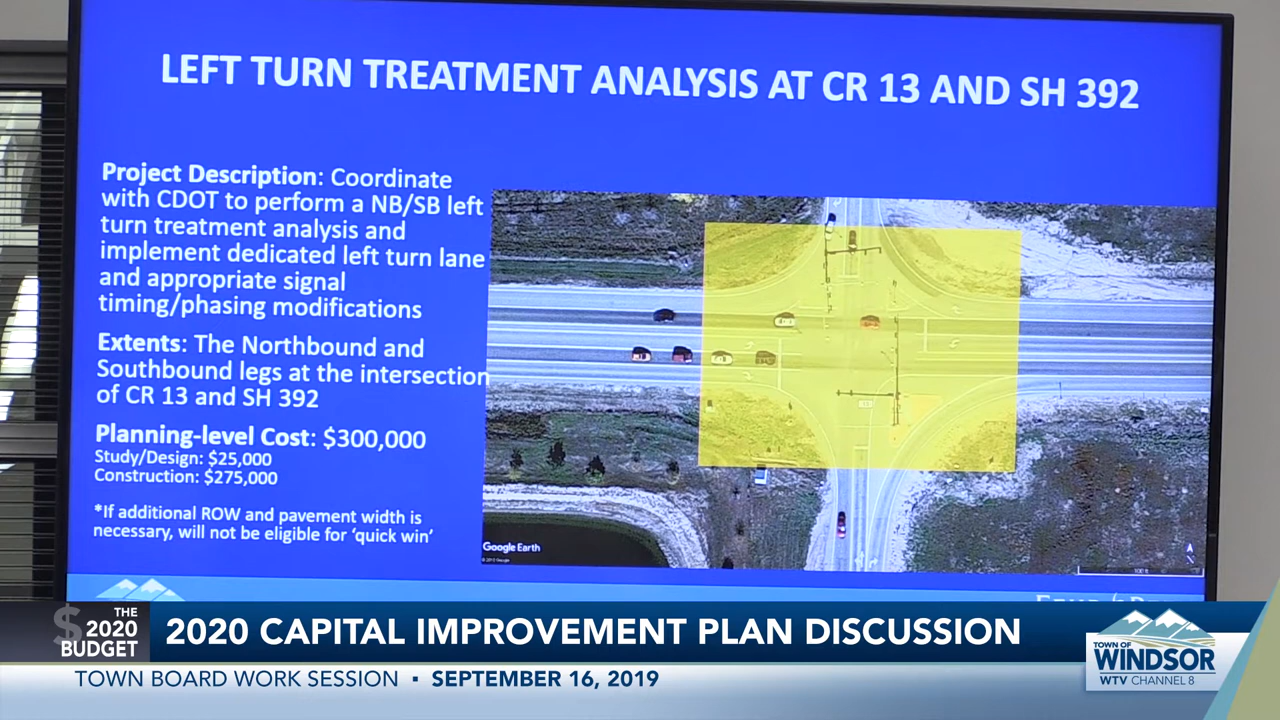 LEFT TURN TREATMENT ANALYSIS AT CR 13 AND SH 392
Project Description: Coordinate
with CDOT to perform a NB/SB left
turn treatment analysis and
implement dedicated left turn lane
and appropriate signal
timing/phasing modifications
Extents: The Northbound and
Southbound legs at the intersection
of CR 13 and SH 392
Planning-level Cost: $300,000
Study/Design: $25,000
Construction: $275,000
*If additional ROW and pavement width is
necessary, will not be eligible for ‘quick win’
Google Earth
100 ft
$ THE
2020
BUDGET
2020 CAPITAL IMPROVEMENT PLAN DISCUSSION
TOWN BOARD WORK SESSION ▪ SEPTEMBER 16, 2019
TOWN OF
WINDSOR
WTV CHANNEL 8